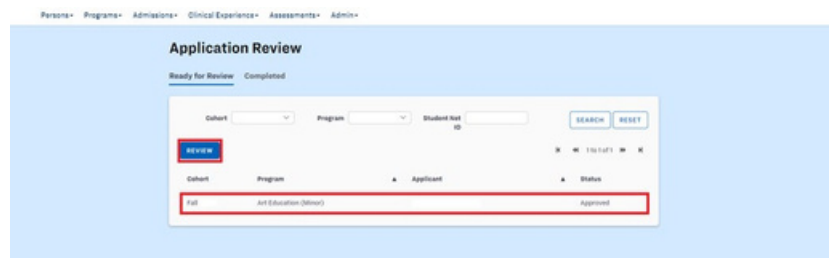 Persons Programs Admissions Clinical Experience Assessments Admin
Application Review
Ready for Review Completed
Cohort Program Student Net ID SEARCH RESET
REVIEW 1 to 1 of 1
Cohort Program Applicant Status
Fall Art Education (Minor) Approved